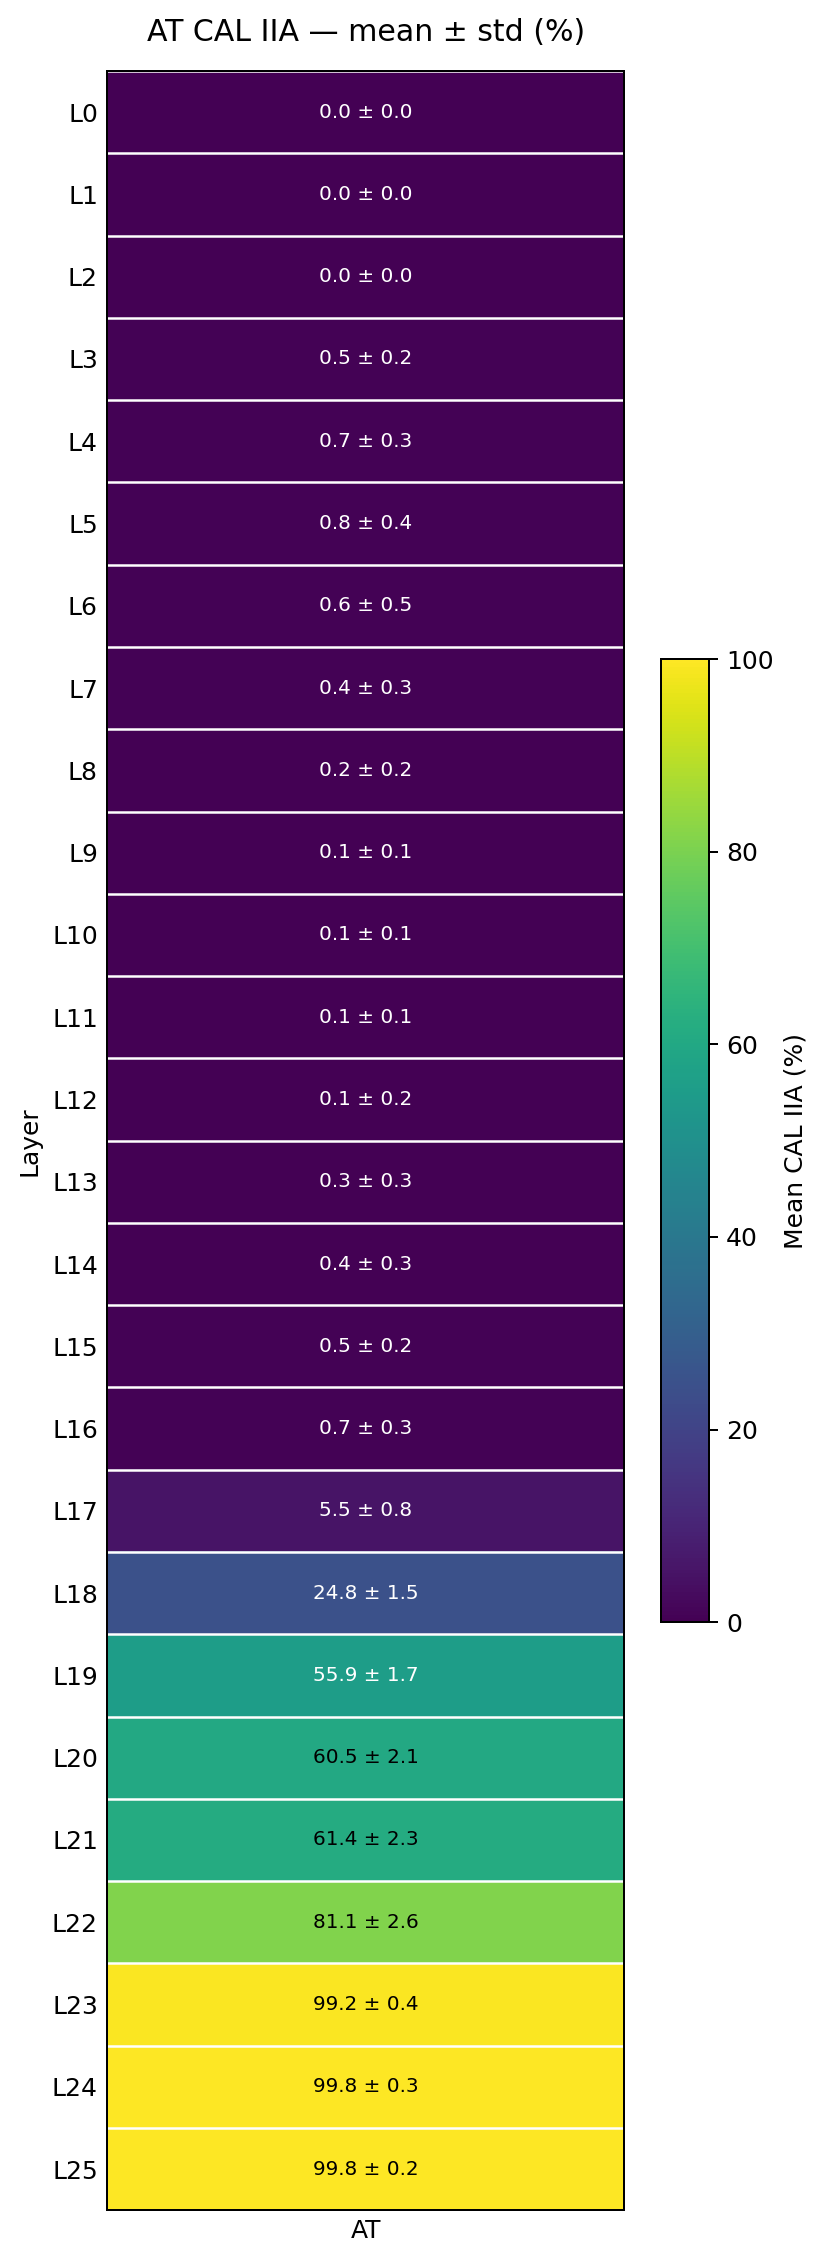 AT CAL IIA — mean ± std (%)
L0 0.0 ± 0.0
L1 0.0 ± 0.0
L2 0.0 ± 0.0
L3 0.5 ± 0.2
L4 0.7 ± 0.3
L5 0.8 ± 0.4
L6 0.6 ± 0.5
L7 0.4 ± 0.3
L8 0.2 ± 0.2
L9 0.1 ± 0.1
L10 0.1 ± 0.1
L11 0.1 ± 0.1
L12 0.1 ± 0.2
L13 0.3 ± 0.3
L14 0.4 ± 0.3
L15 0.5 ± 0.2
L16 0.7 ± 0.3
L17 5.5 ± 0.8
L18 24.8 ± 1.5
L19 55.9 ± 1.7
L20 60.5 ± 2.1
L21 61.4 ± 2.3
L22 81.1 ± 2.6
L23 99.2 ± 0.4
L24 99.8 ± 0.3
L25 99.8 ± 0.2
AT
Layer
100
80
60
40
20
0
Mean CAL IIA (%)